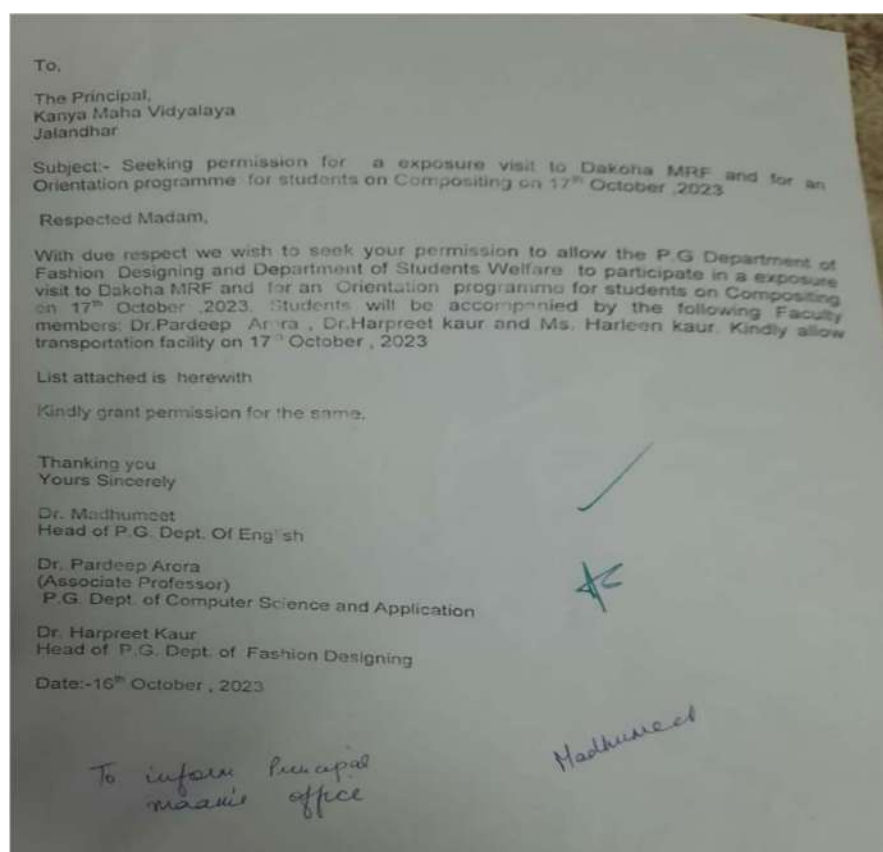 To,
The Principal,
Kanya Maha Vidyalaya
Jalandhar
Subject:- Seeking permission for a exposure visit to Dakoha MRF and for an
Orientation programme for students on Compositing on 17th October ,2023
Respected Madam,
With due respect we wish to seek your permission to allow the P.G Department of
Fashion Designing and Department of Students Welfare to participate in a exposure
visit to Dakoha MRF and for an Orientation programme for students on Compositing
on 17th October ,2023. Students will be accompanied by the following Faculty
members: Dr.Pardeep Arora , Dr.Harpreet kaur and Ms. Harleen kaur. Kindly allow
transportation facility on 17th October , 2023
List attached is herewith
Kindly grant permission for the same.
Thanking you
Yours Sincerely
Dr. Madhumeet
Head of P.G. Dept. Of English
Dr. Pardeep Arora
(Associate Professor)
P.G. Dept. of Computer Science and Application
Dr. Harpreet Kaur
Head of P.G. Dept. of Fashion Designing
Date:-16th October , 2023
Madhumeet
To inform Principal
maam's office